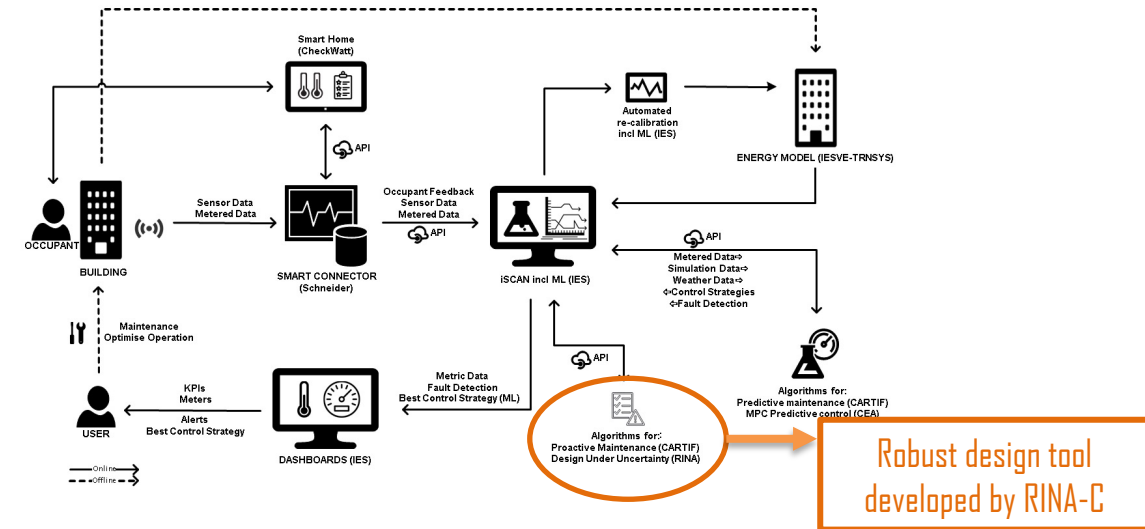 Smart Home
(CheckWatt)
API
Automated
re-calibration
incl ML (IES)
ENERGY MODEL (IESVE-TRNSYS)
OCCUPANT
BUILDING
Sensor Data
Metered Data
SMART CONNECTOR
(Schneider)
Occupant Feedback
Sensor Data
Metered Data
API
iSCAN incl ML (IES)
API
Metered Data⇨
Simulation Data⇨
Weather Data⇨
⇦Control Strategies
⇦Fault Detection
Maintenance
Optimise Operation
API
Metric Data
Fault Detection
Best Control Strategy (ML)
KPIs
Meters
Alerts
Best Control Strategy
USER
DASHBOARDS (IES)
Algorithms for:
Proactive Maintenance (CARTIF)
Design Under Uncertainty (RINA)
Algorithms for:
Predictive maintenance (CARTIF)
MPC Predictive control (CEA)
Robust design tool
developed by RINA-C
Online
Offline